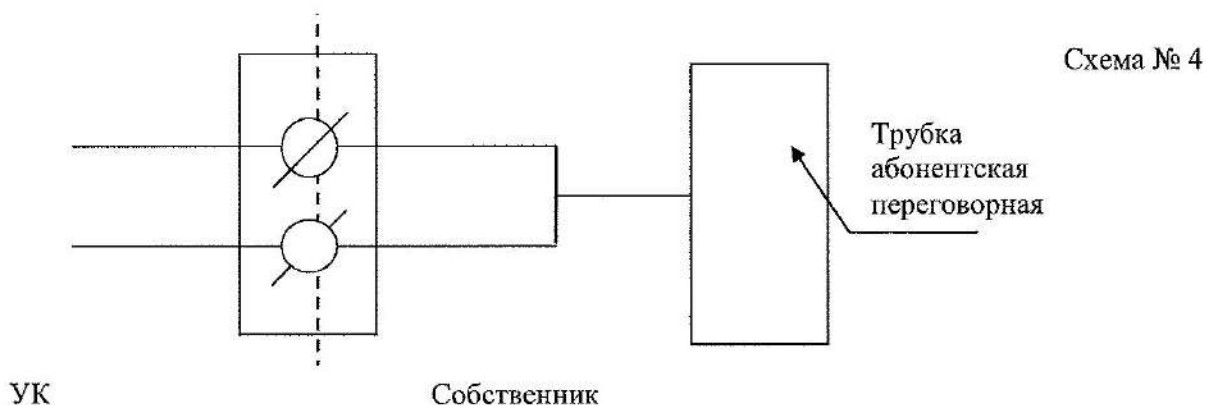 Схема № 4
Трубка
абонентская
переговорная
УК
Собственник